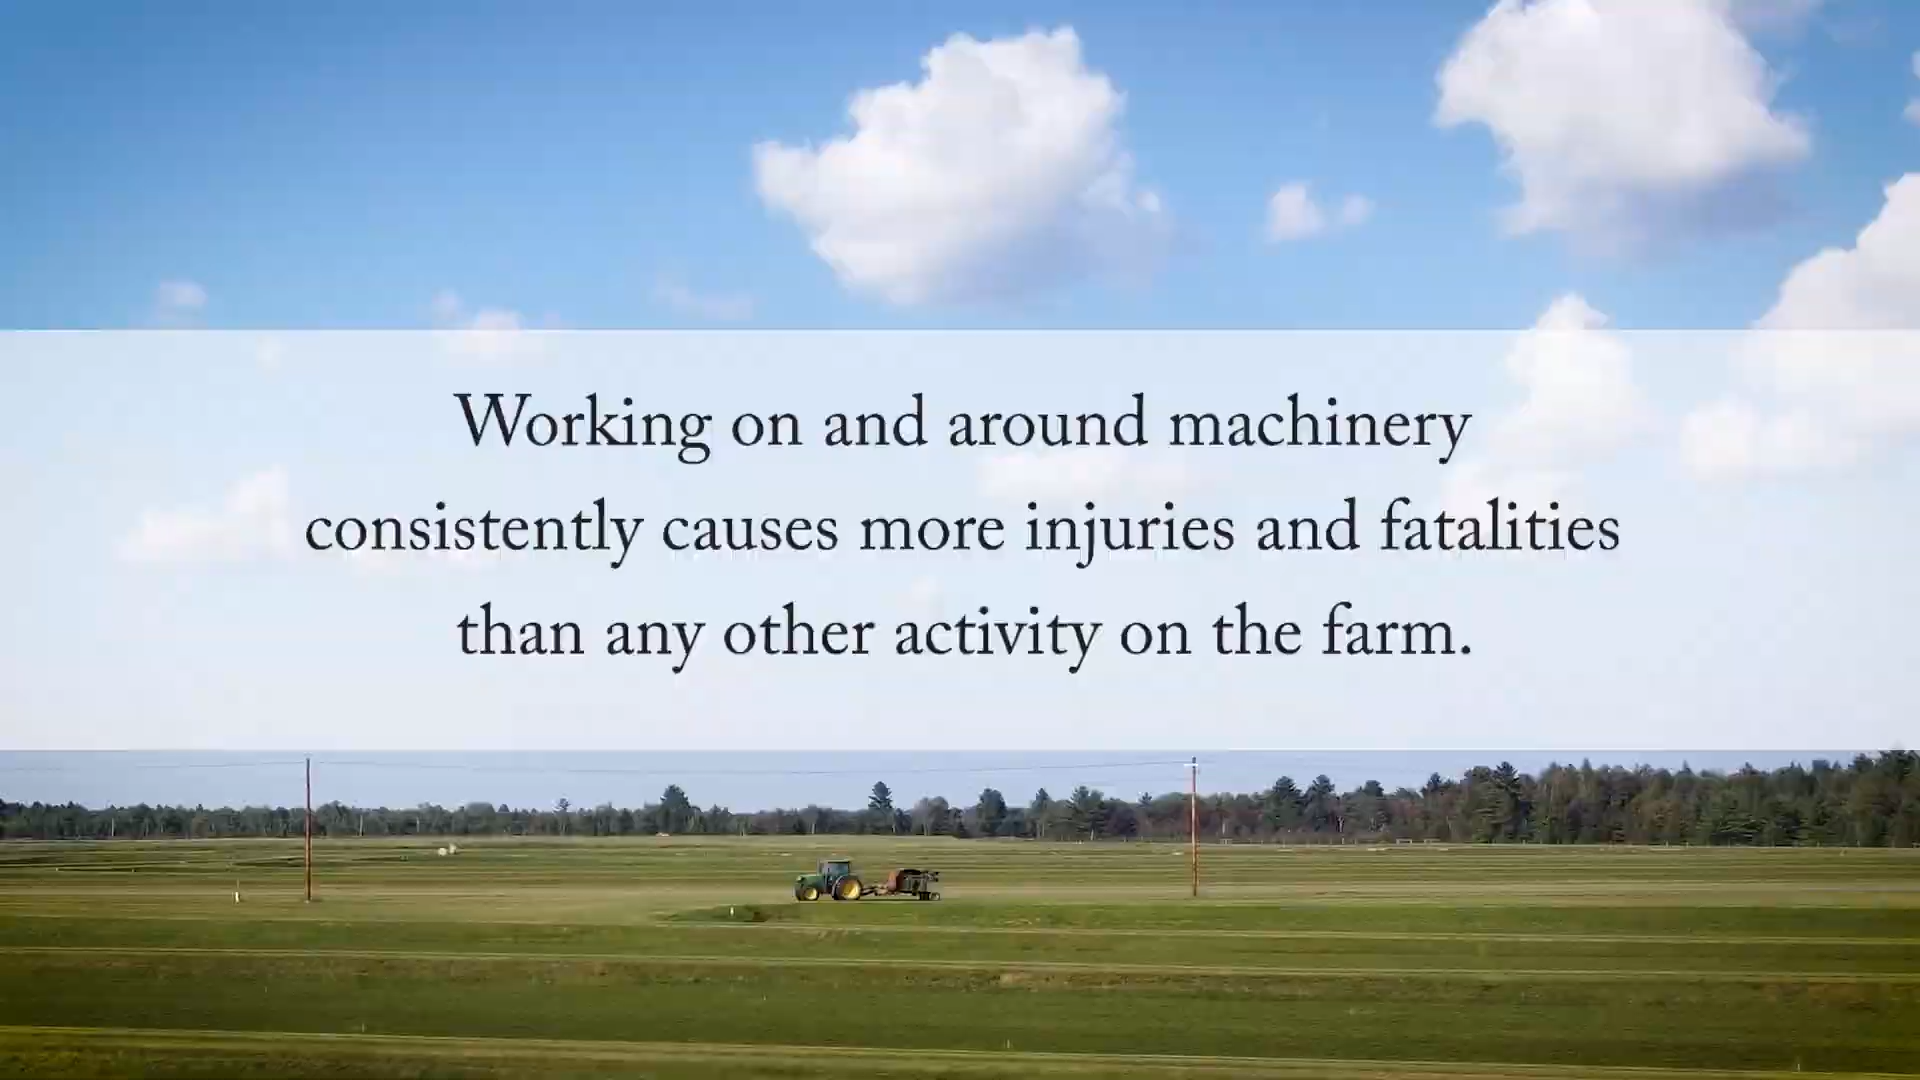 Working on and around machinery
consistently causes more injuries and fatalities
than any other activity on the farm.